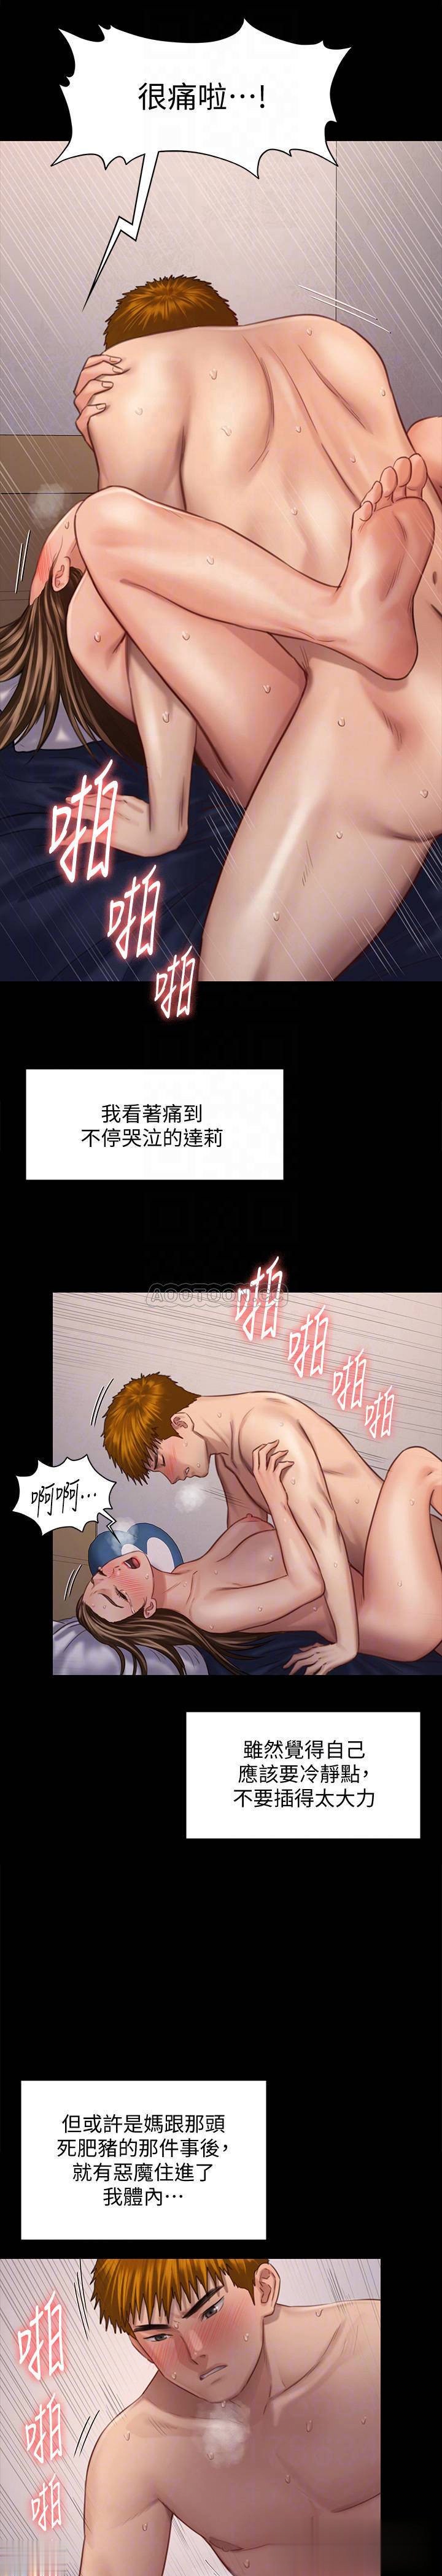 很痛啦…!
啪
啪
啪
我看著痛到
不停哭泣的達莉
AOOTOON.CC
啪
啪
啪
啪
啊啊…
雖然覺得自己
應該要冷靜點，
不要插得太大力
但或許是媽跟那頭
死肥豬的那件事後，
就有惡魔住進了
我體內…
啪
啪
啪